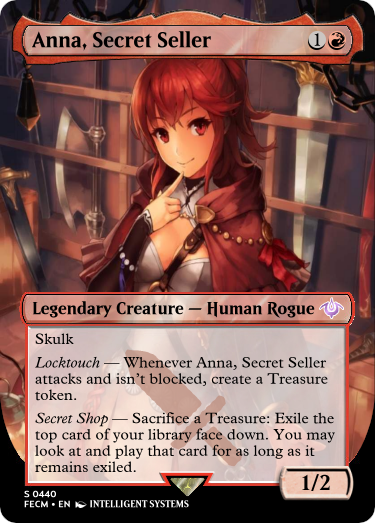 Anna, Secret Seller 1
Legendary Creature — Human Rogue
Skulk
Locktouch — Whenever Anna, Secret Seller
attacks and isn't blocked, create a Treasure
token.
Secret Shop — Sacrifice a Treasure: Exile the
top card of your library face down. You may
look at and play that card for as long as it
remains exiled.
1/2
S 0440
FECM • EN INTELLIGENT SYSTEMS